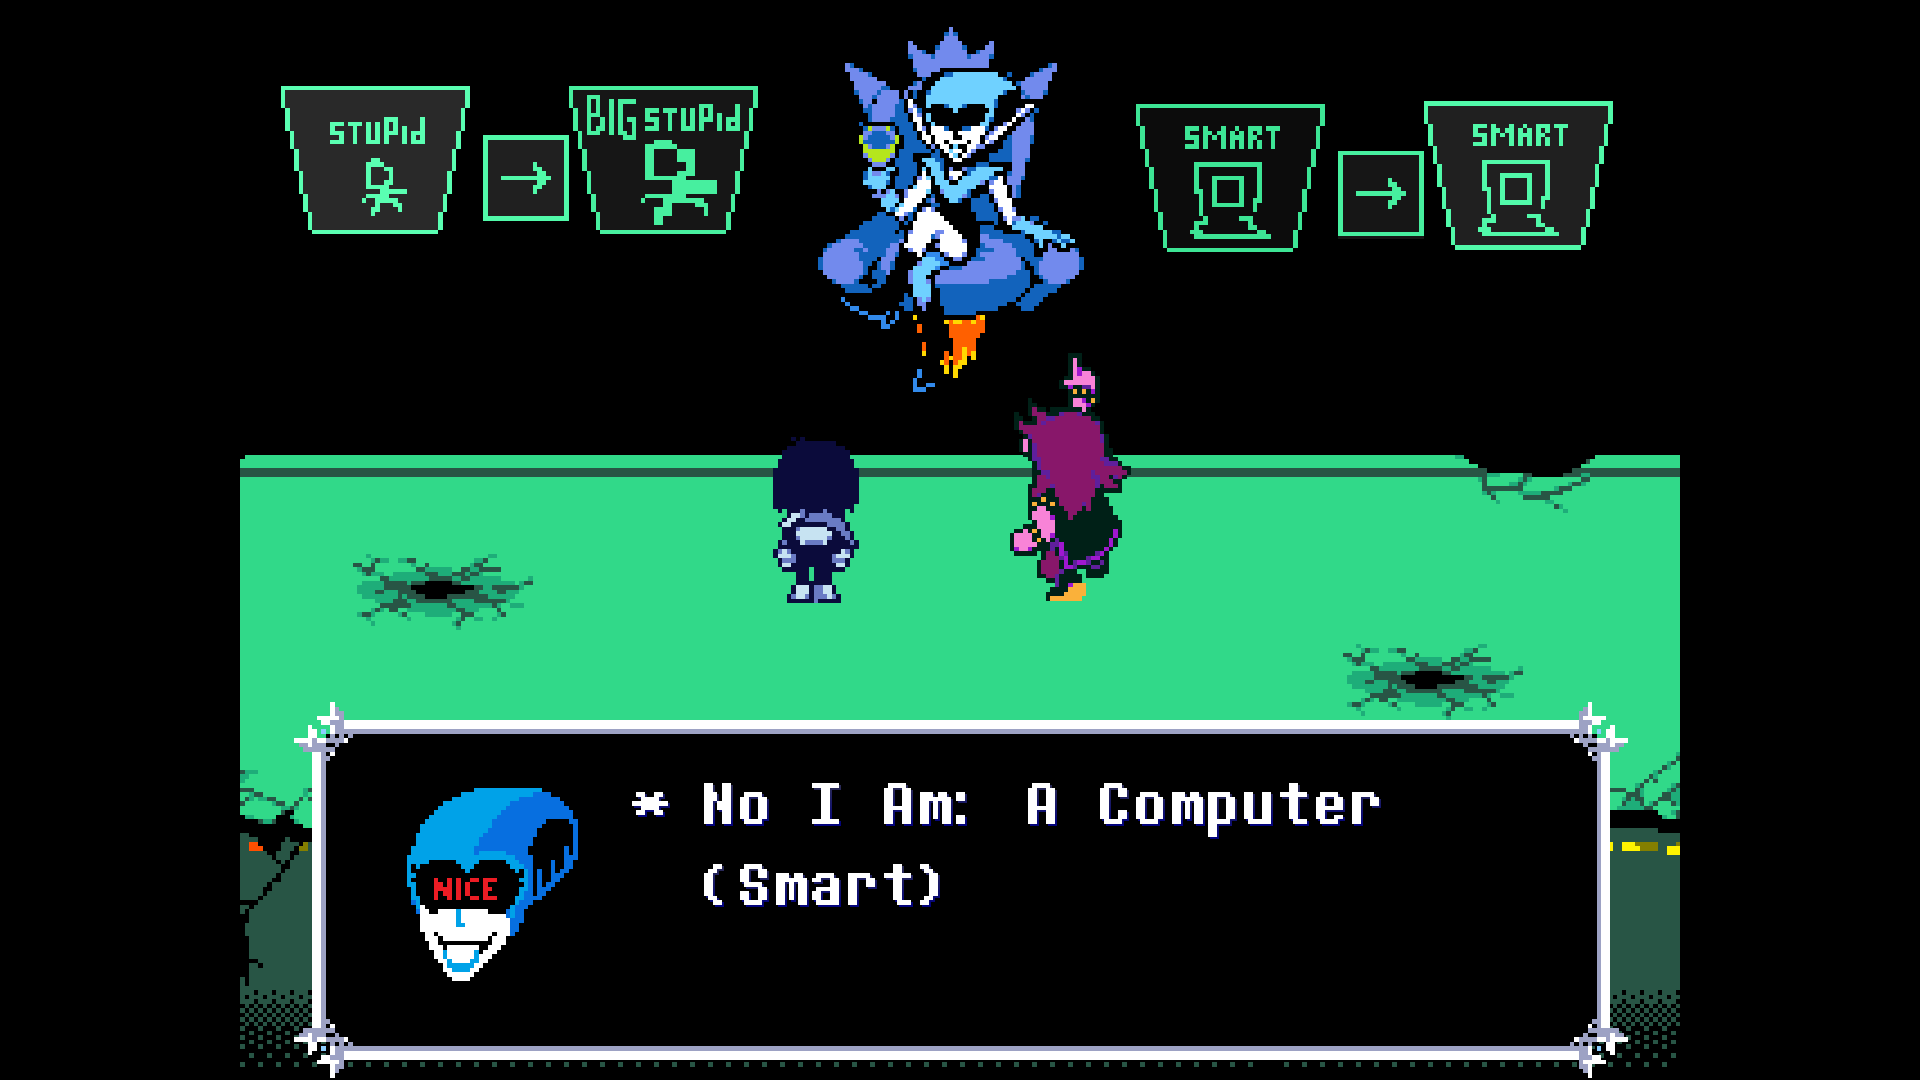 STUPid
BIG STUPid
SMART
SMART
NICE
* No I Am: A Computer
(Smart)